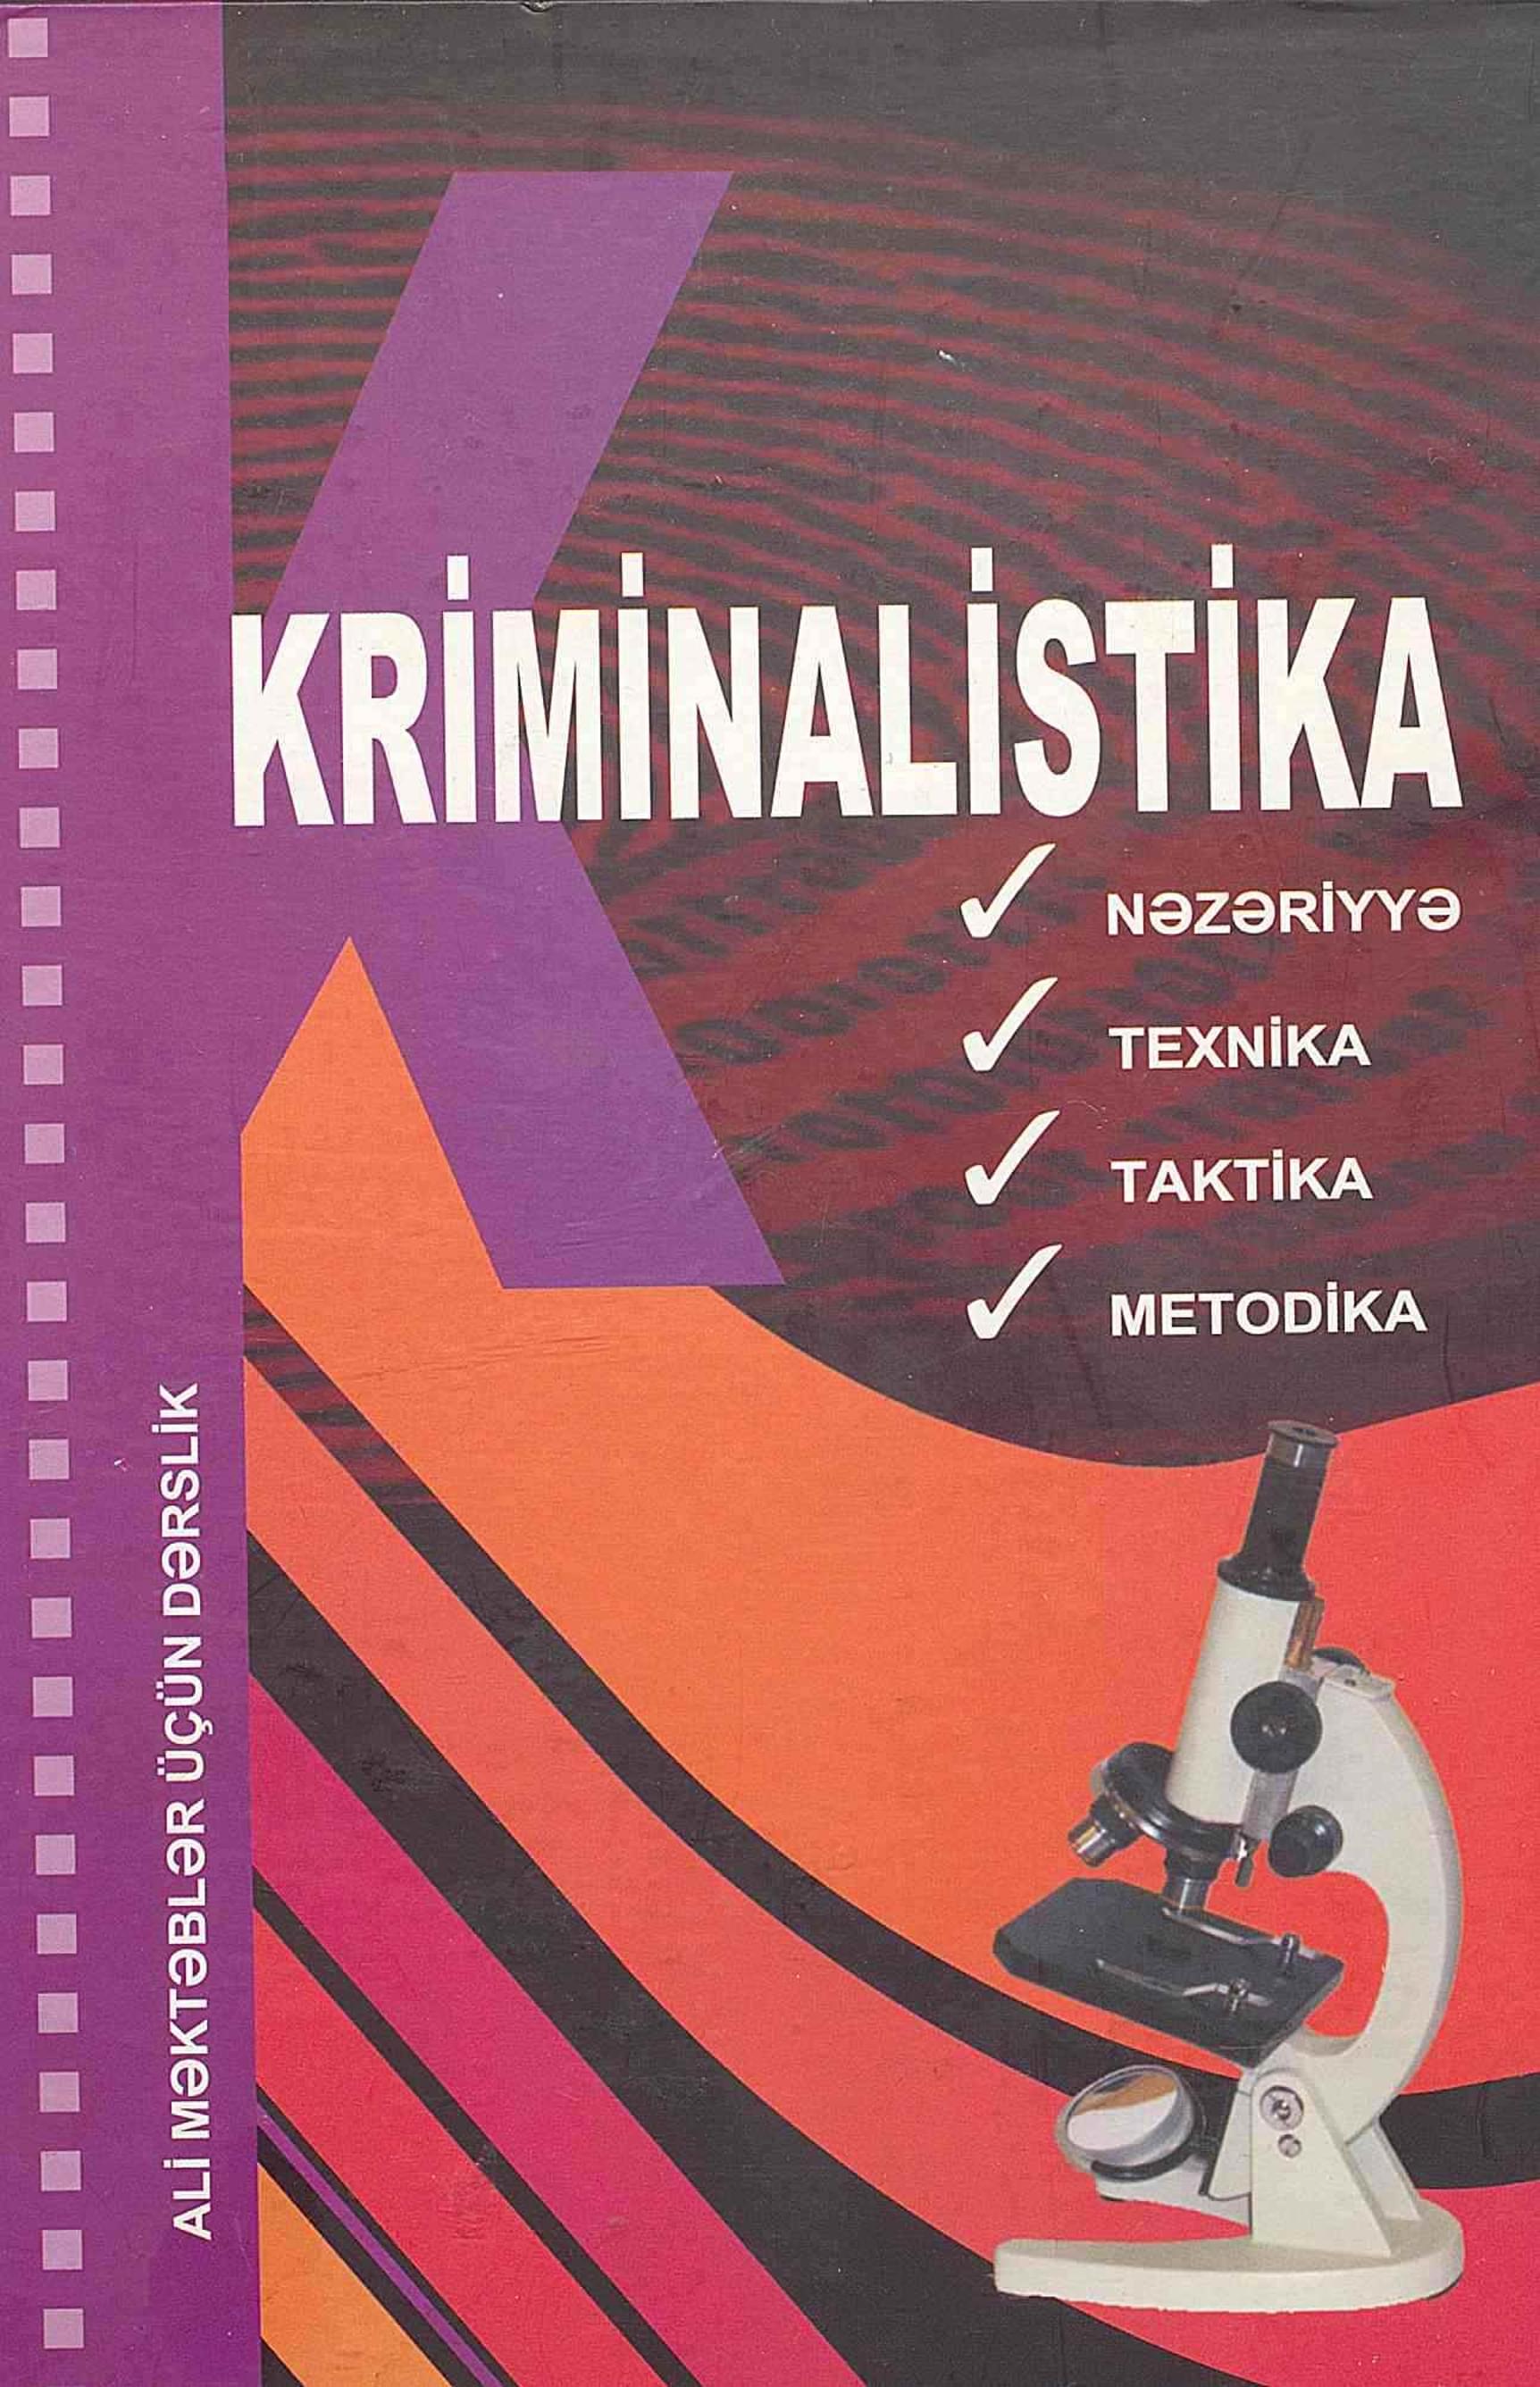 KRİMİNALİSTİKA
✓ NƏZƏRİYYƏ
✓ TEXNİKA
✓ TAKTİKA
✓ METODİKA
ALİ MƏKTƏBLƏR ÜÇÜN DƏRSLİK